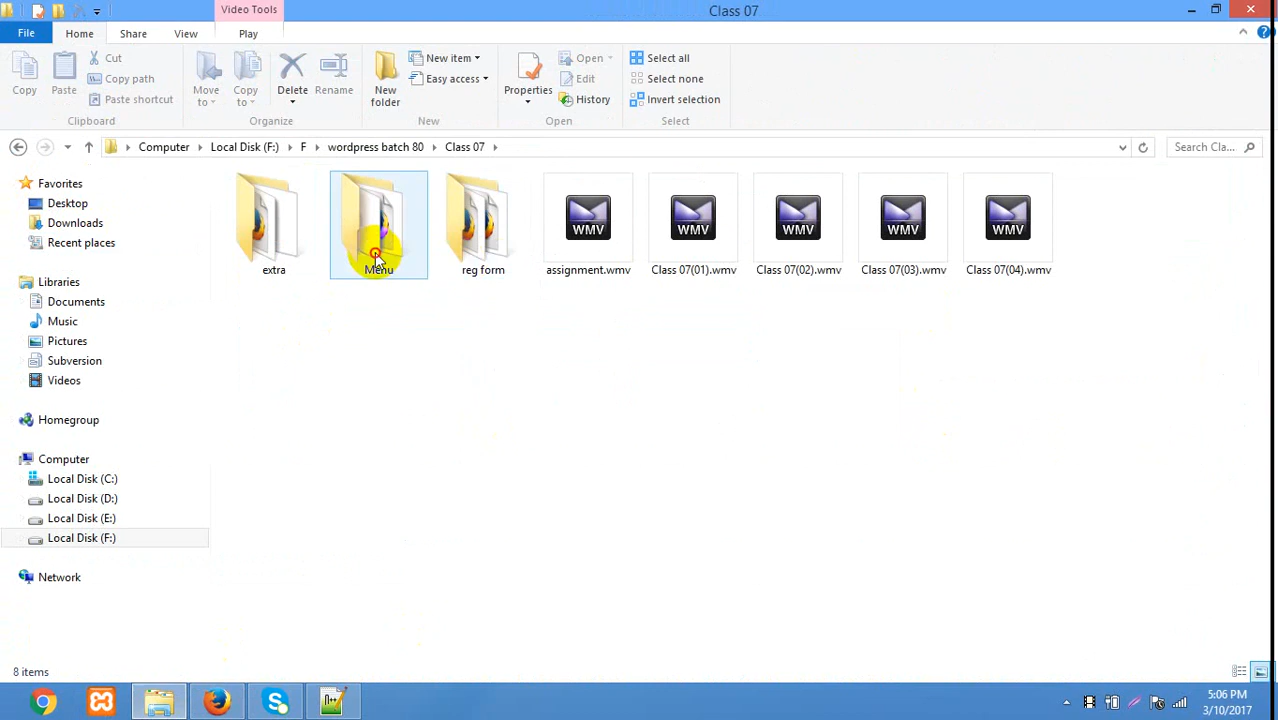 Video Tools
Class 07
File
Home
Share
View
Play
Copy
Paste
Cut
Copy path
Paste shortcut
Clipboard
Move to
Copy to
Delete
Rename
Organize
New folder
New item
Easy access
New
Properties
Open
Edit
History
Open
Select all
Select none
Invert selection
Select
Computer
Local Disk (F:)
F
wordpress batch 80
Class 07
Search Cla...
Favorites
Desktop
Downloads
Recent places
Libraries
Documents
Music
Pictures
Subversion
Videos
Homegroup
Computer
Local Disk (C:)
Local Disk (D:)
Local Disk (E:)
Local Disk (F:)
Network
extra
Menu
reg form
WMV
assignment.wmv
WMV
Class 07(01).wmv
WMV
Class 07(02).wmv
WMV
Class 07(03).wmv
WMV
Class 07(04).wmv
8 items
5:06 PM
3/10/2017